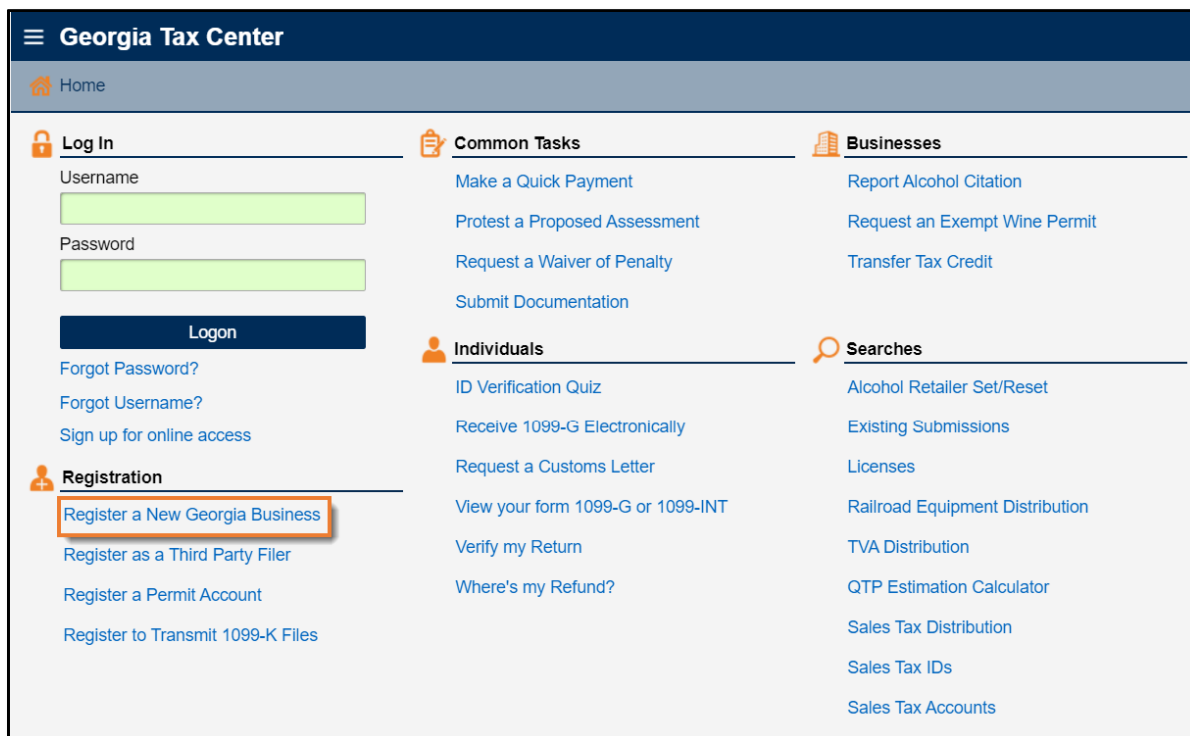 Georgia Tax Center
Home
Log In
Username
Password
Logon
Forgot Password?
Forgot Username?
Sign up for online access
Registration
Register a New Georgia Business
Register as a Third Party Filer
Register a Permit Account
Register to Transmit 1099-K Files
Common Tasks
Make a Quick Payment
Protest a Proposed Assessment
Request a Waiver of Penalty
Submit Documentation
Individuals
ID Verification Quiz
Receive 1099-G Electronically
Request a Customs Letter
View your form 1099-G or 1099-INT
Verify my Return
Where's my Refund?
Businesses
Report Alcohol Citation
Request an Exempt Wine Permit
Transfer Tax Credit
Searches
Alcohol Retailer Set/Reset
Existing Submissions
Licenses
Railroad Equipment Distribution
TVA Distribution
QTP Estimation Calculator
Sales Tax Distribution
Sales Tax IDs
Sales Tax Accounts